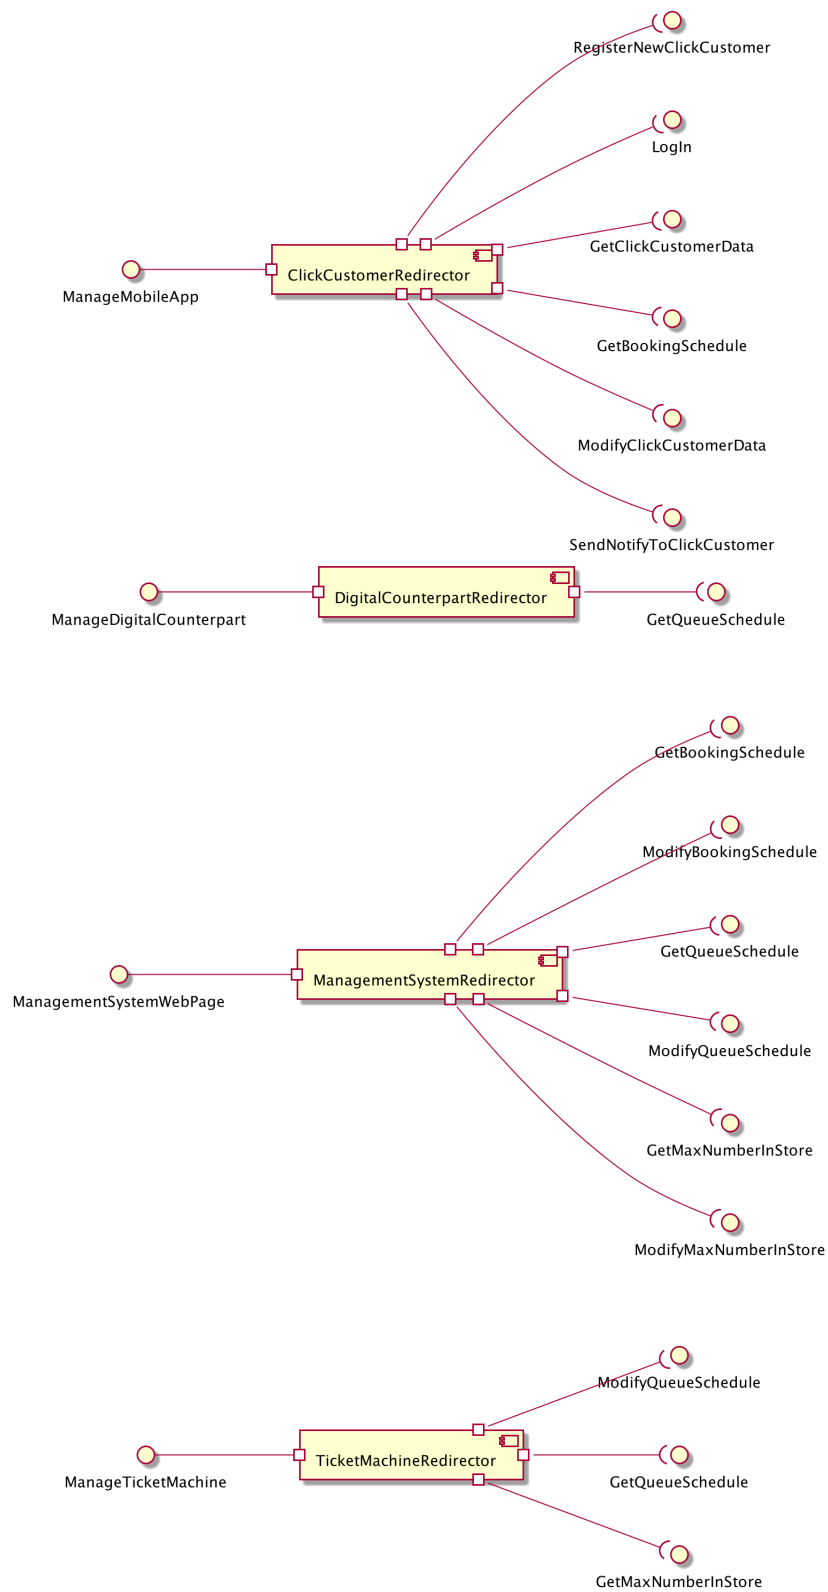 RegisterNewClickCustomer
LogIn
GetClickCustomerData
ClickCustomerRedirector
ManageMobileApp
GetBookingSchedule
ModifyClickCustomerData
SendNotifyToClickCustomer
DigitalCounterpartRedirector
ManageDigitalCounterpart
GetQueueSchedule
GetBookingSchedule
ModifyBookingSchedule
GetQueueSchedule
ManagementSystemRedirector
ManagementSystemWebPage
ModifyQueueSchedule
GetMaxNumberInStore
ModifyMaxNumberInStore
ModifyQueueSchedule
TicketMachineRedirector
ManageTicketMachine
GetQueueSchedule
GetMaxNumberInStore